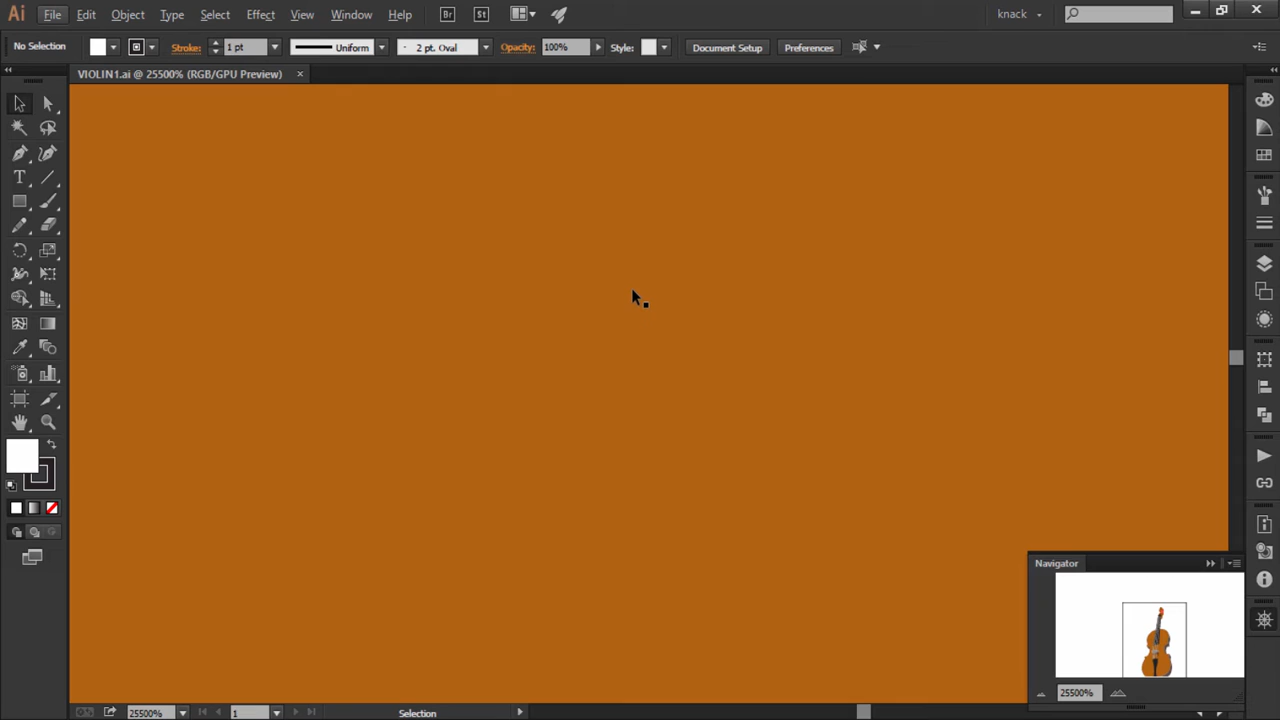 Ai File Edit Object Type Select Effect View Window Help Br St knack
No Selection Stroke: 1 pt Uniform 2 pt. Oval Opacity: 100% Style: Document Setup Preferences
VIOLIN1.ai @ 25500% (RGB/GPU Preview) ×
T
Navigator
25500%
25500% 1 Selection